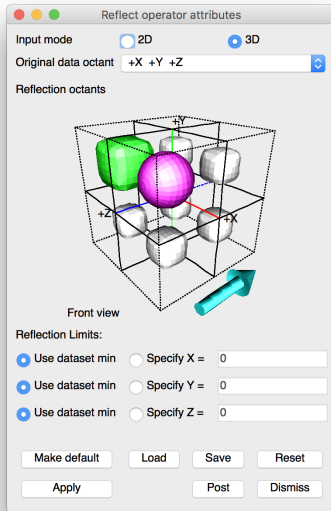 Reflect operator attributes
Input mode 2D 3D
Original data octant +X +Y +Z
Reflection octants
+Y
+Z
+X
Front view
Reflection Limits:
Use dataset min Specify X = 0
Use dataset min Specify Y = 0
Use dataset min Specify Z = 0
Make default Load Save Reset
Apply Post Dismiss